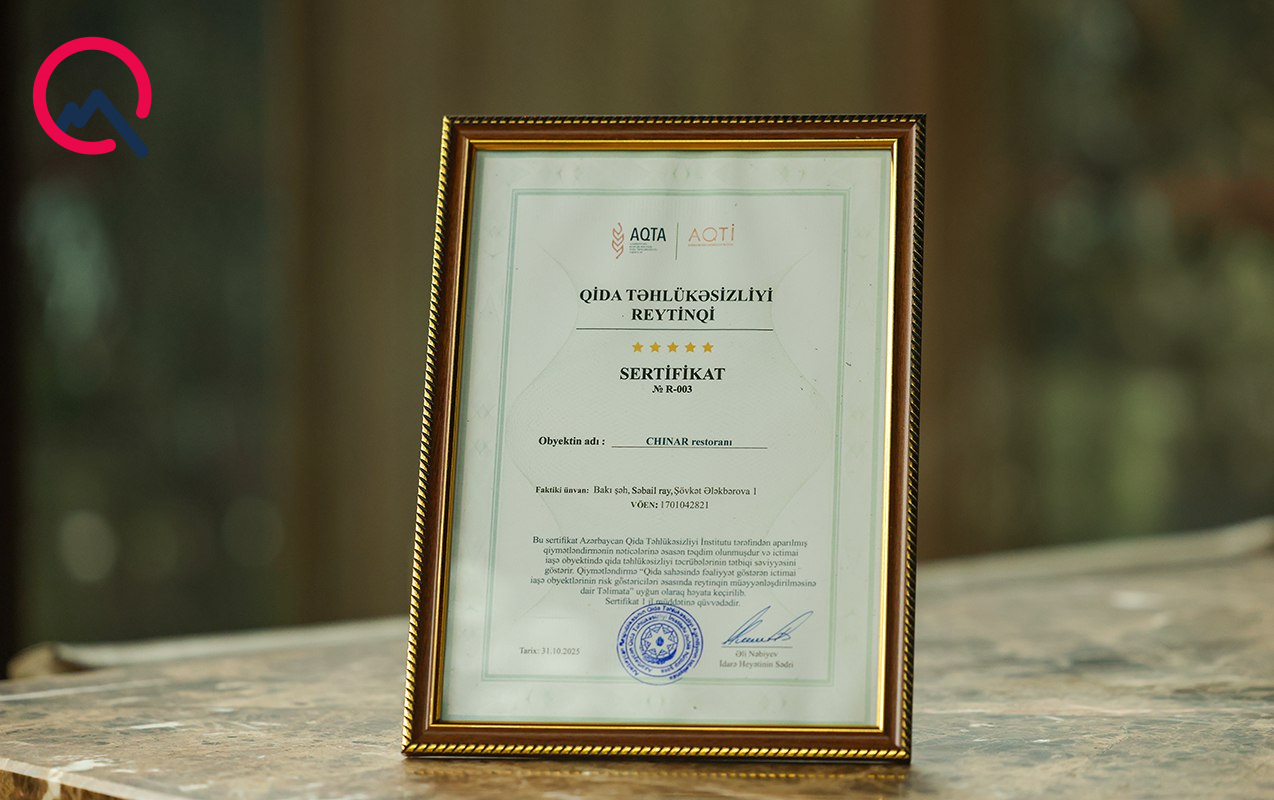 AQTA
AQTİ
QİDA TƏHLÜKƏSİZLİYİ
REYTİNQİ
SERTİFİKAT
№ R-003
Obyektin adı : CHINAR restoranı
Faktiki ünvan: Bakı şəh, Səbail ray, Şövkət Ələkbərova 1
VÖEN: 1701042821
Bu sertifikat Azərbaycan Qida Təhlükəsizliyi İnstitutu tərəfindən aparılmış
qiymətləndirmənin nəticələrinə əsasən təqdim olunmuşdur və ictimai
iaşə obyektində qida təhlükəsizliyi təcrübələrinin tətbiqi səviyyəsini
göstərir. Qiymətləndirmə “Qida sahəsində fəaliyyət göstərən ictimai
iaşə obyektlərinin risk göstəriciləri əsasında reytinqin müəyyənləşdirilməsinə
dair Təlimata” uyğun olaraq həyata keçirilib.
Sertifikat 1 il müddətinə qüvvədədir.
Tarix: 31.10.2025
Əli Nəbiyev
İdarə Heyətinin Sədri